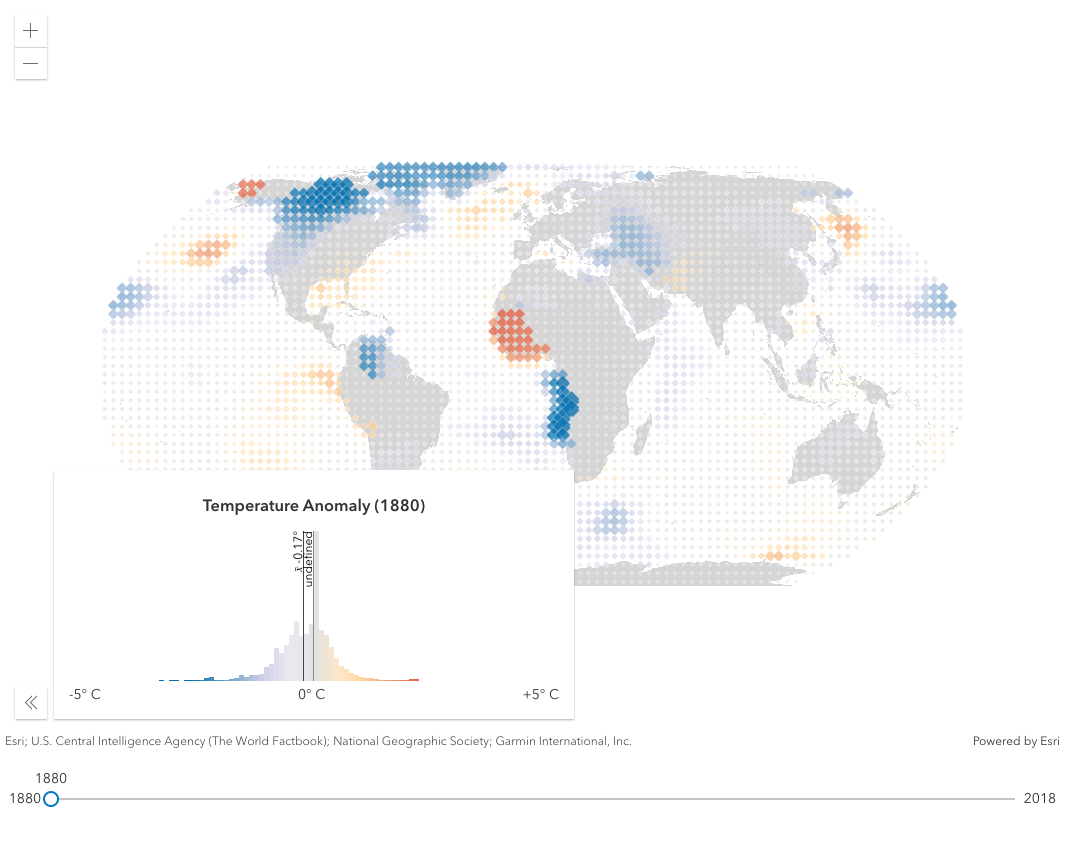 +
−
Temperature Anomaly (1880)
x̄ -0.17°
undefined
-5° C 0° C +5° C
Esri; U.S. Central Intelligence Agency (The World Factbook); National Geographic Society; Garmin International, Inc. Powered by Esri
1880
1880 2018